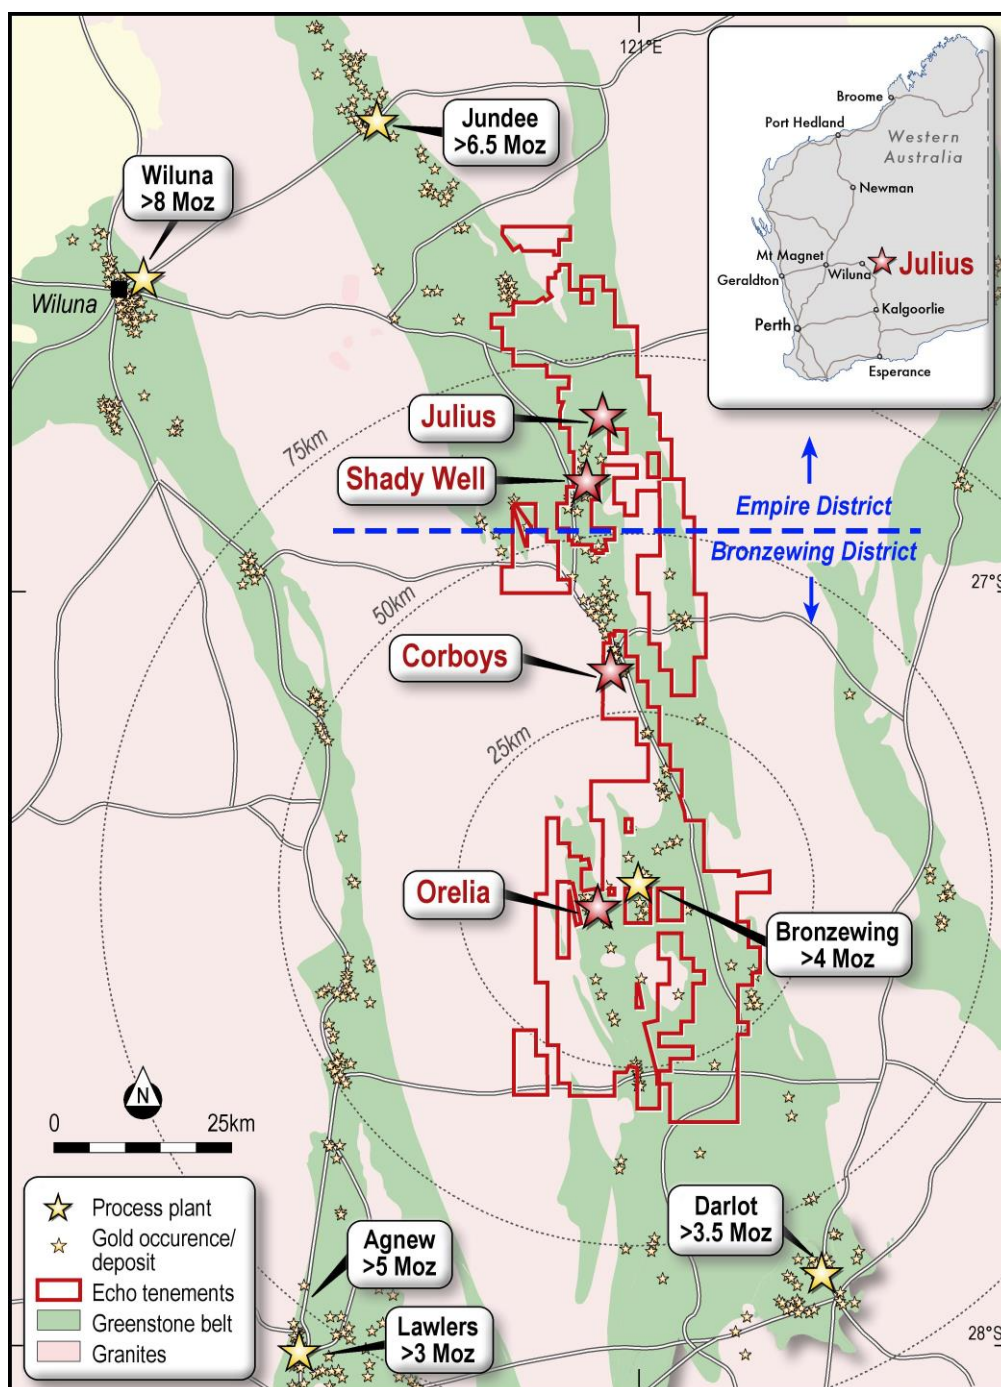 121°E
Jundee
>6.5 Moz
Wiluna
>8 Moz
Wiluna
Broome
Port Hedland
Western
Australia
Newman
Mt Magnet
Wiluna
Julius
Geraldton
Kalgoorlie
Perth
Esperance
75km
Julius
Shady Well
Empire District
Bronzewing District
27°S
50km
Corboys
25km
Orelia
Bronzewing
>4 Moz
N
0 25km
Process plant
Gold occurence/
deposit
Echo tenements
Greenstone belt
Granites
Agnew
>5 Moz
Lawlers
>3 Moz
Darlot
>3.5 Moz
28°S